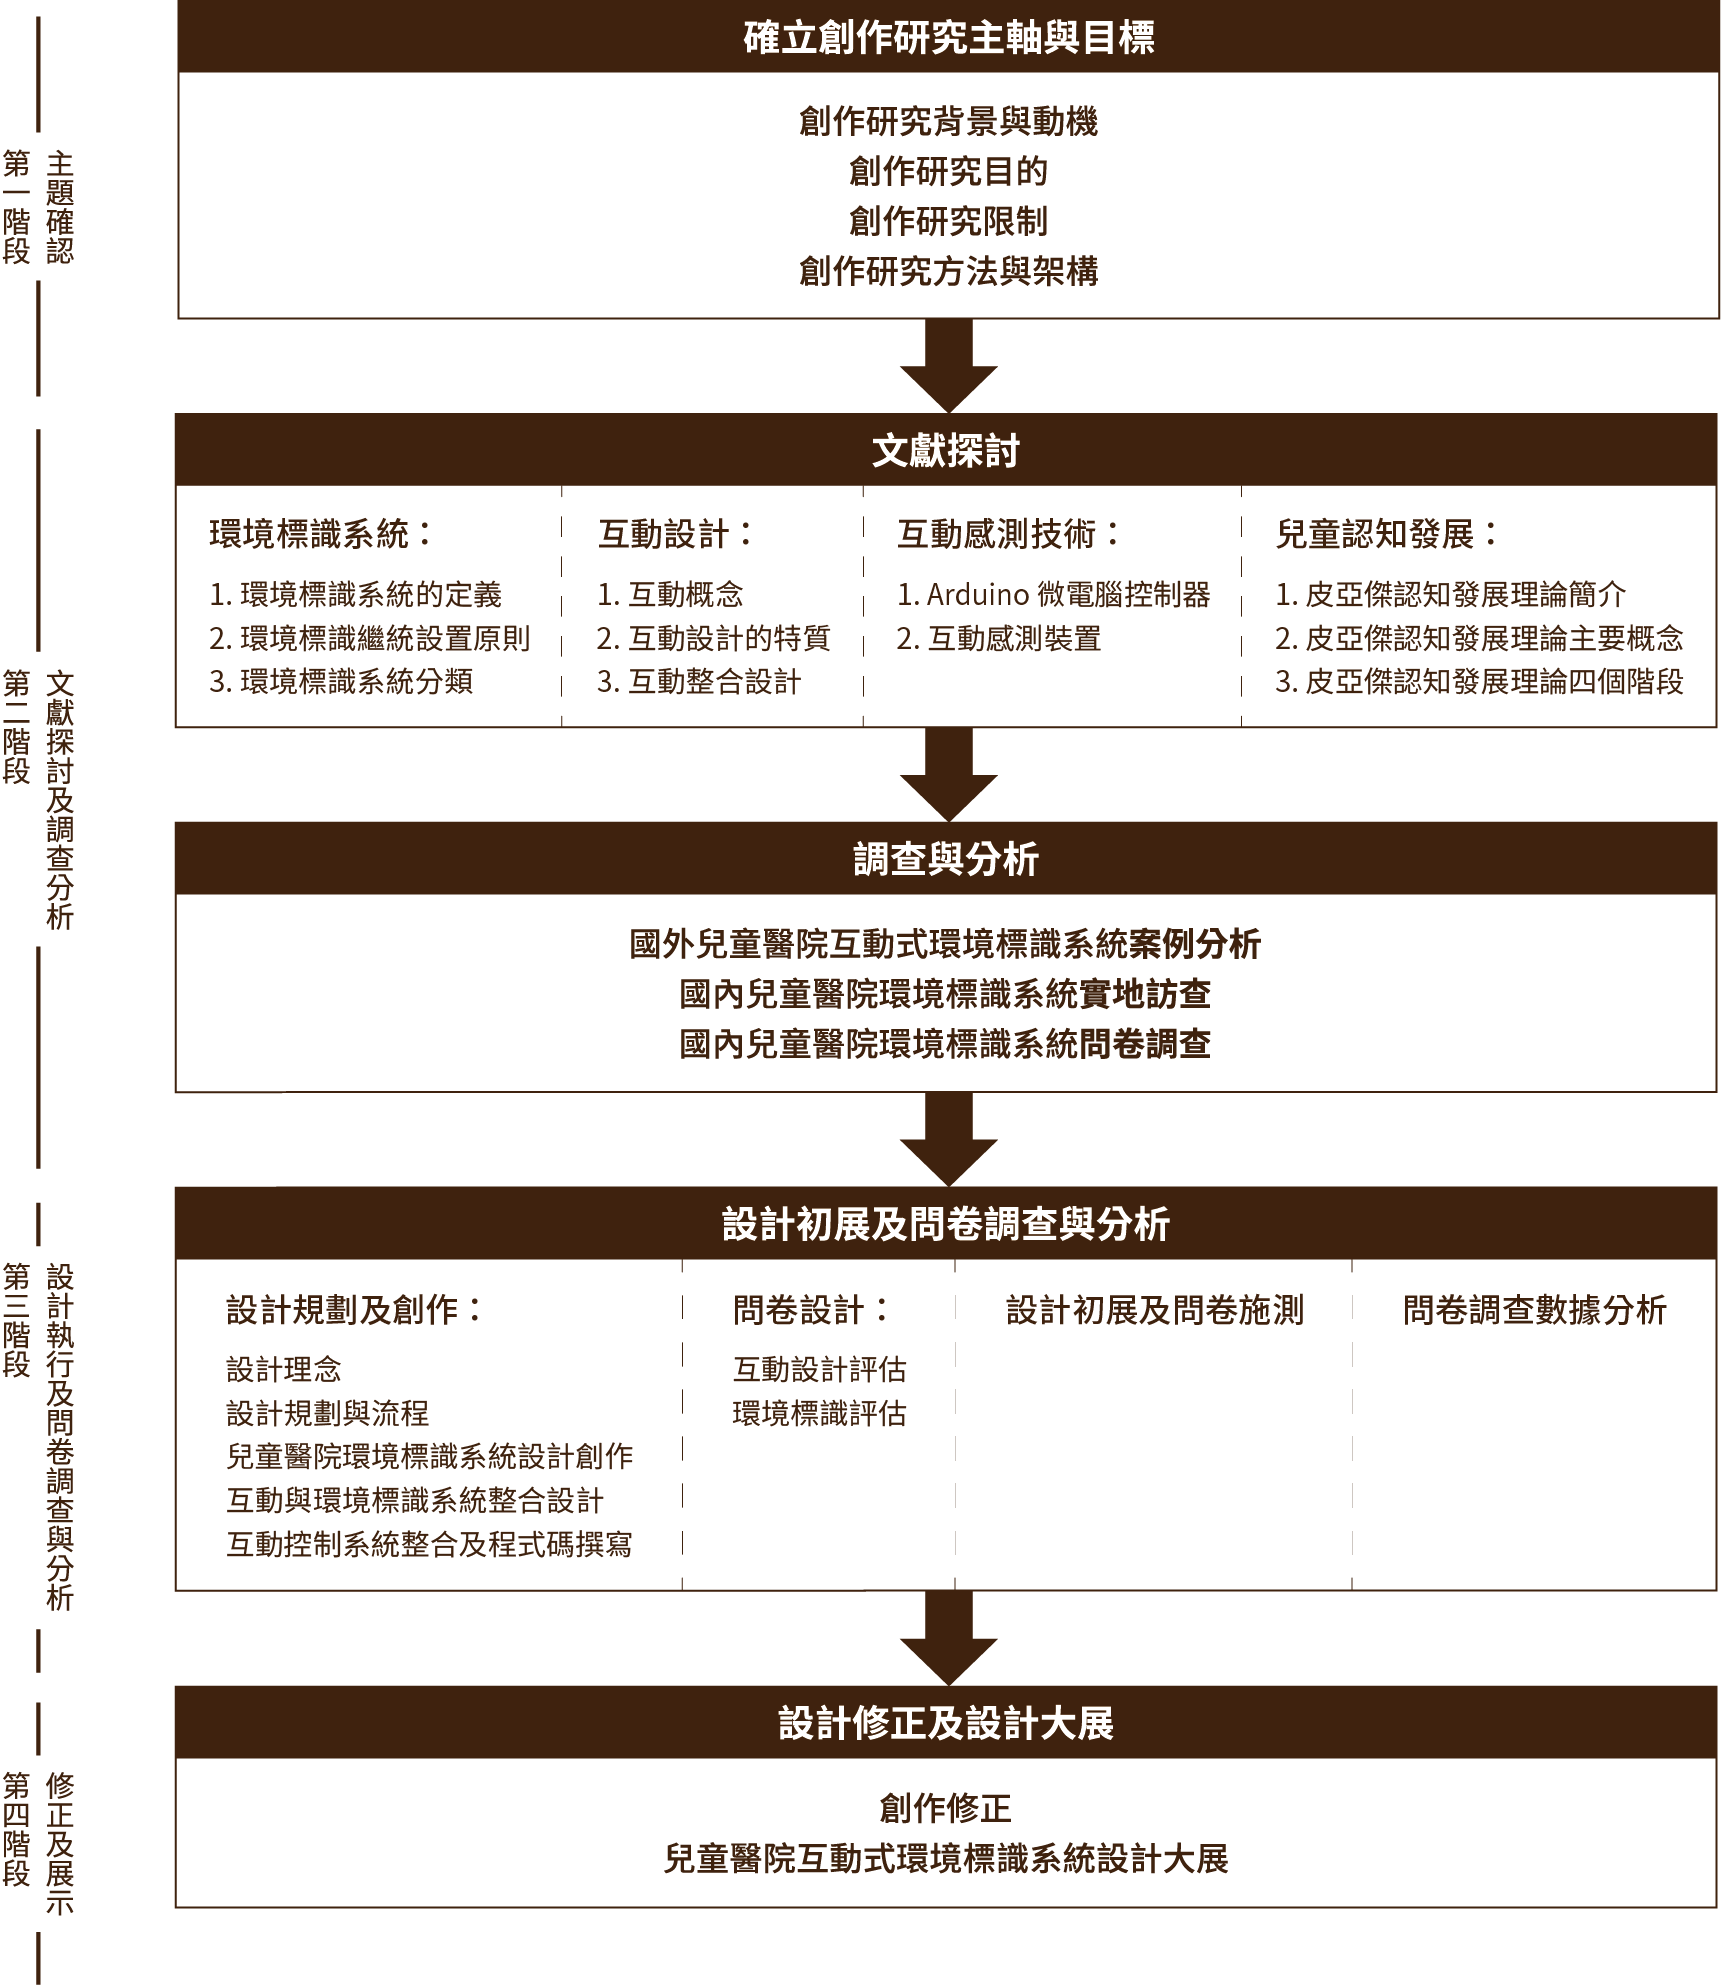 第一階段
主題確認
確立創作研究主軸與目標
創作研究背景與動機
創作研究目的
創作研究限制
創作研究方法與架構
第二階段
文獻探討及調查分析
文獻探討
環境標識系統：
1. 環境標識系統的定義
2. 環境標識繼統設置原則
3. 環境標識系統分類
互動設計：
1. 互動概念
2. 互動設計的特質
3. 互動整合設計
互動感測技術：
1. Arduino 微電腦控制器
2. 互動感測裝置
兒童認知發展：
1. 皮亞傑認知發展理論簡介
2. 皮亞傑認知發展理論主要概念
3. 皮亞傑認知發展理論四個階段
調查與分析
國外兒童醫院互動式環境標識系統案例分析
國內兒童醫院環境標識系統實地訪查
國內兒童醫院環境標識系統問卷調查
第三階段
設計執行及問卷調查與分析
設計初展及問卷調查與分析
設計規劃及創作：
設計理念
設計規劃與流程
兒童醫院環境標識系統設計創作
互動與環境標識系統整合設計
互動控制系統整合及程式碼撰寫
問卷設計：
互動設計評估
環境標識評估
設計初展及問卷施測
問卷調查數據分析
第四階段
修正及展示
設計修正及設計大展
創作修正
兒童醫院互動式環境標識系統設計大展